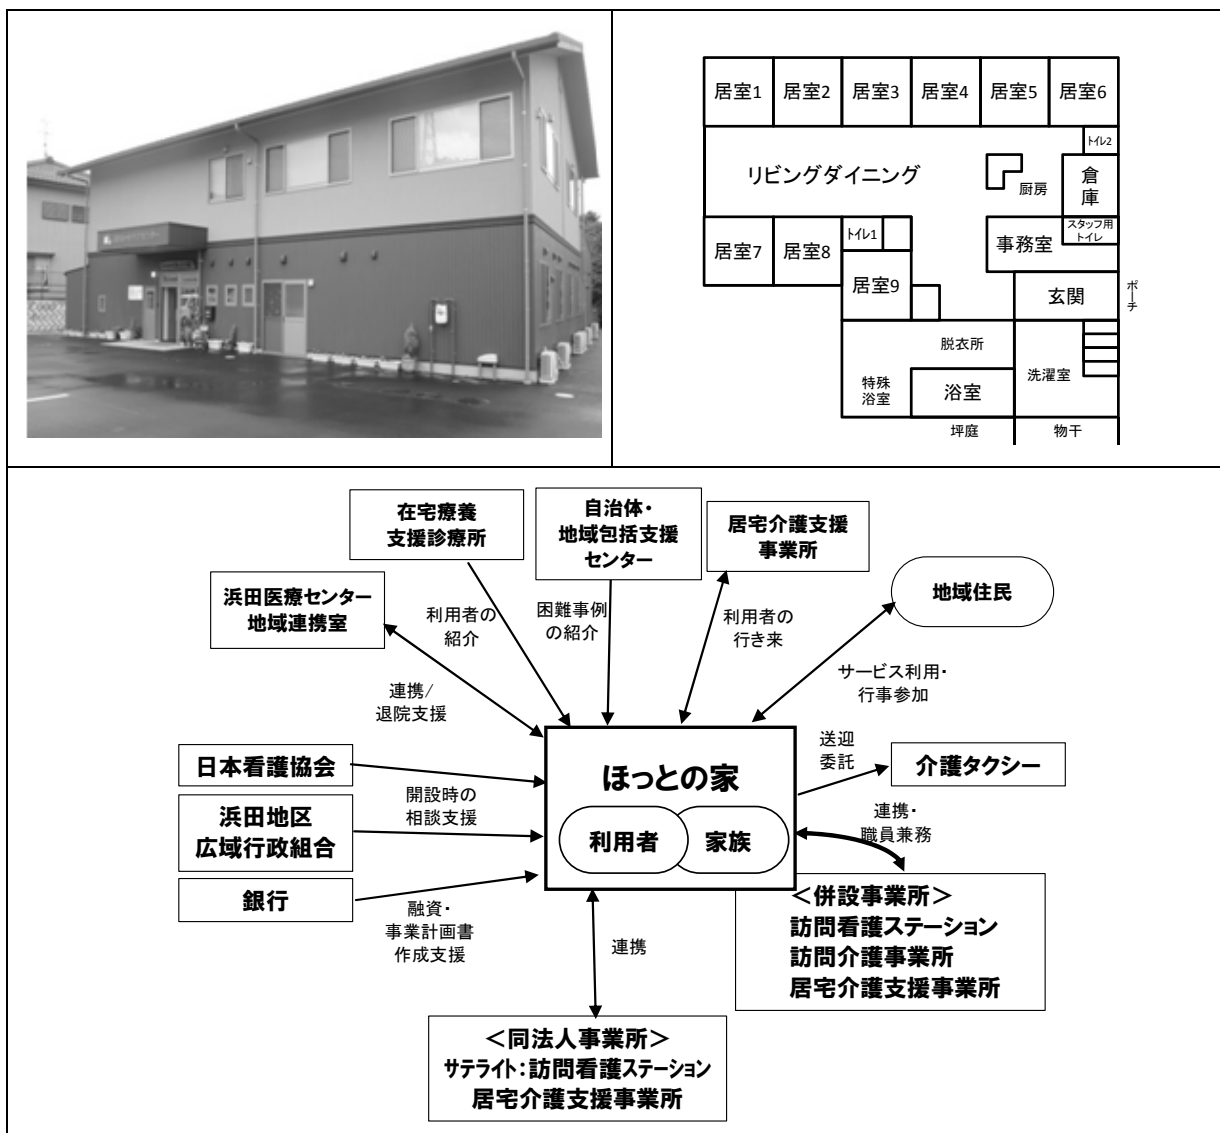 居室1
居室2
居室3
居室4
居室5
居室6
トイレ2
リビングダイニング
厨房
倉
庫
スタッフ用
トイレ
事務室
居室7
居室8
トイレ1
居室9
玄関
ポーチ
脱衣所
特殊
浴室
浴室
洗濯室
坪庭
物干
在宅療養
支援診療所
自治体・
地域包括支援
センター
居宅介護支援
事業所
地域住民
浜田医療センター
地域連携室
利用者の
紹介
困難事例
の紹介
利用者の
行き来
サービス利用・
行事参加
連携/
退院支援
日本看護協会
ほっとの家
利用者
家族
送迎
委託
介護タクシー
浜田地区
広域行政組合
開設時の
相談支援
連携・
職員兼務
銀行
融資・
事業計画書
作成支援
連携
＜併設事業所＞
訪問看護ステーション
訪問介護事業所
居宅介護支援事業所
＜同法人事業所＞
サテライト：訪問看護ステーション
居宅介護支援事業所